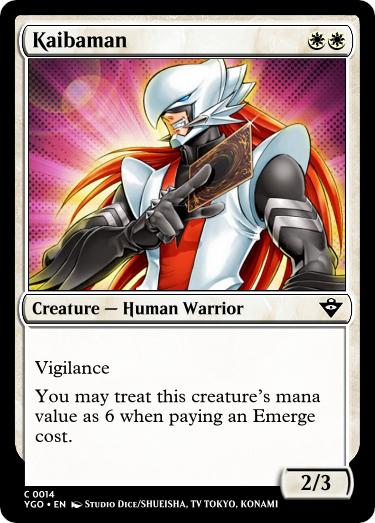 Kaibaman
Creature — Human Warrior
Vigilance
You may treat this creature's mana
value as 6 when paying an Emerge
cost.
2/3
C 0014
YGO • EN Studio Dice/SHUEISHA, TV TOKYO, KONAMI